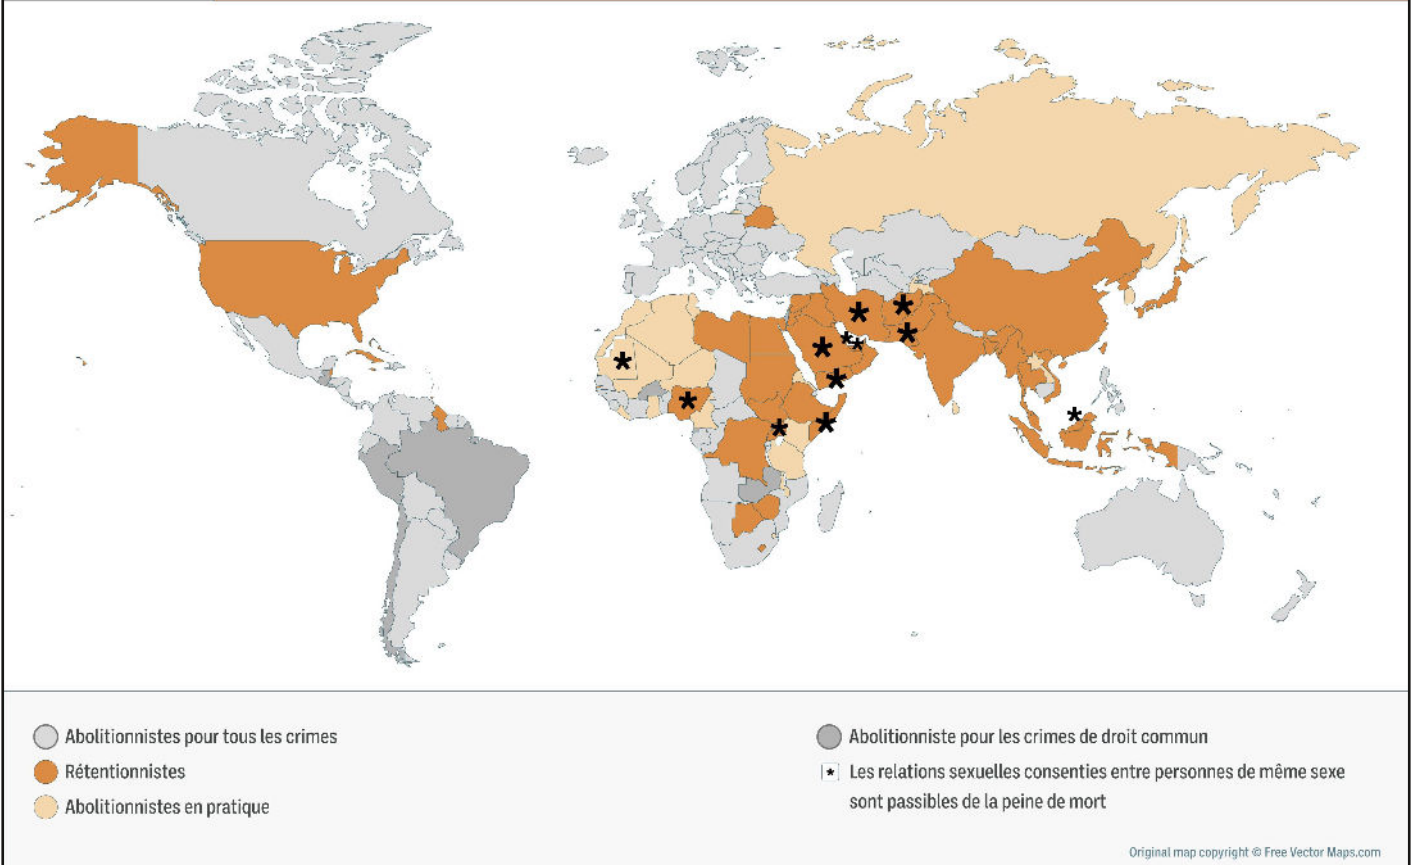 Abolitionnistes pour tous les crimes
Rétentionnistes
Abolitionnistes en pratique
Abolitionniste pour les crimes de droit commun
* Les relations sexuelles consenties entre personnes de même sexe
sont passibles de la peine de mort
Original map copyright © Free Vector Maps.com